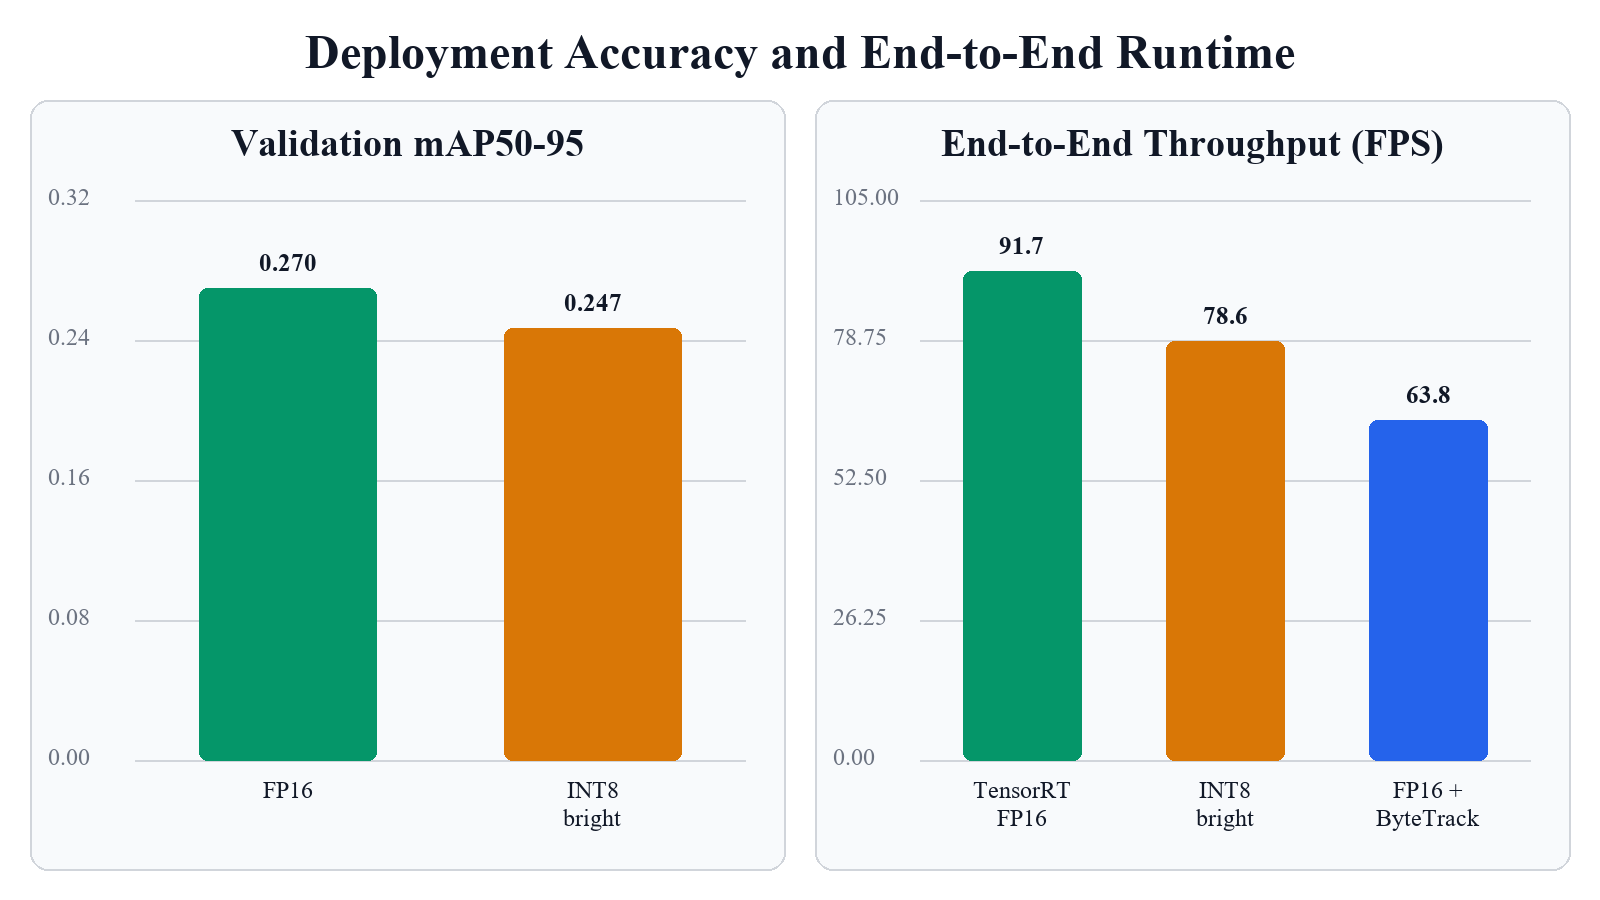 Deployment Accuracy and End-to-End Runtime
Validation mAP50-95
0.32
0.24
0.16
0.08
0.00
0.270
0.247
FP16
INT8
bright
End-to-End Throughput (FPS)
105.00
78.75
52.50
26.25
0.00
91.7
78.6
63.8
TensorRT
FP16
INT8
bright
FP16 +
ByteTrack